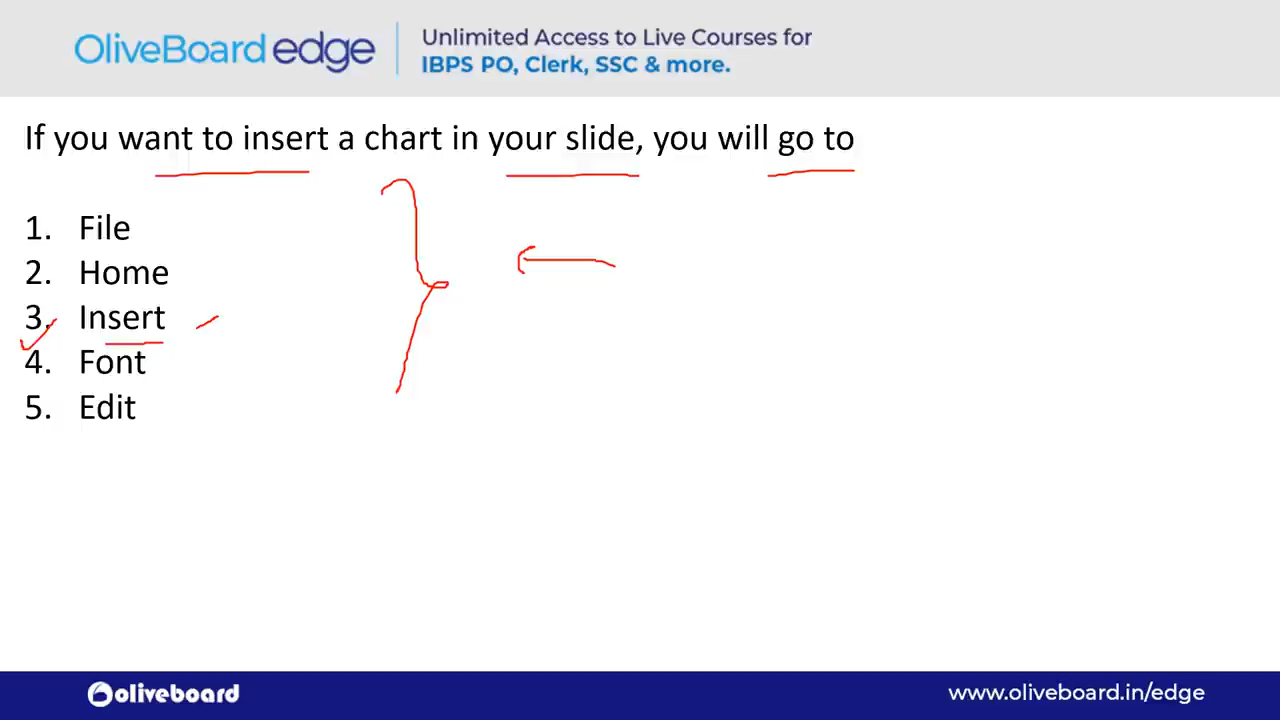 OliveBoard edge
Unlimited Access to Live Courses for
IBPS PO, Clerk, SSC & more.
If you want to insert a chart in your slide, you will go to
1. File
2. Home
3. Insert
4. Font
5. Edit
oliveboard
www.oliveboard.in/edge